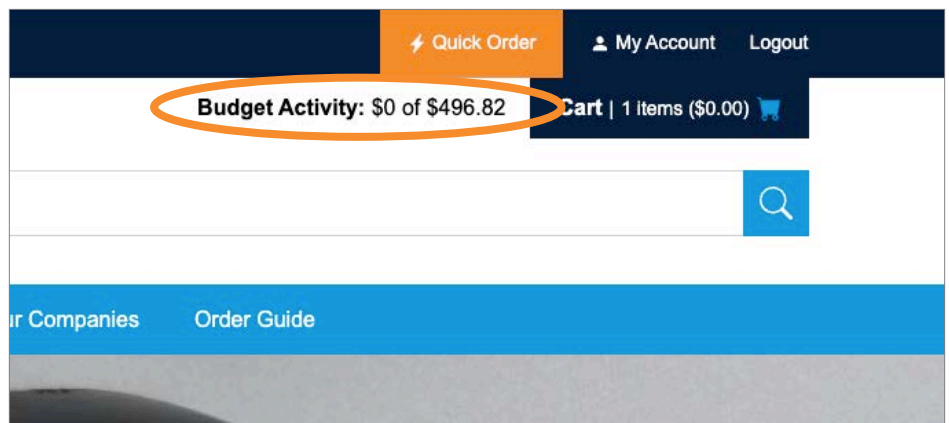 Quick Order My Account Logout
Budget Activity: $0 of $496.82 Cart | 1 items ($0.00)
Companies Order Guide